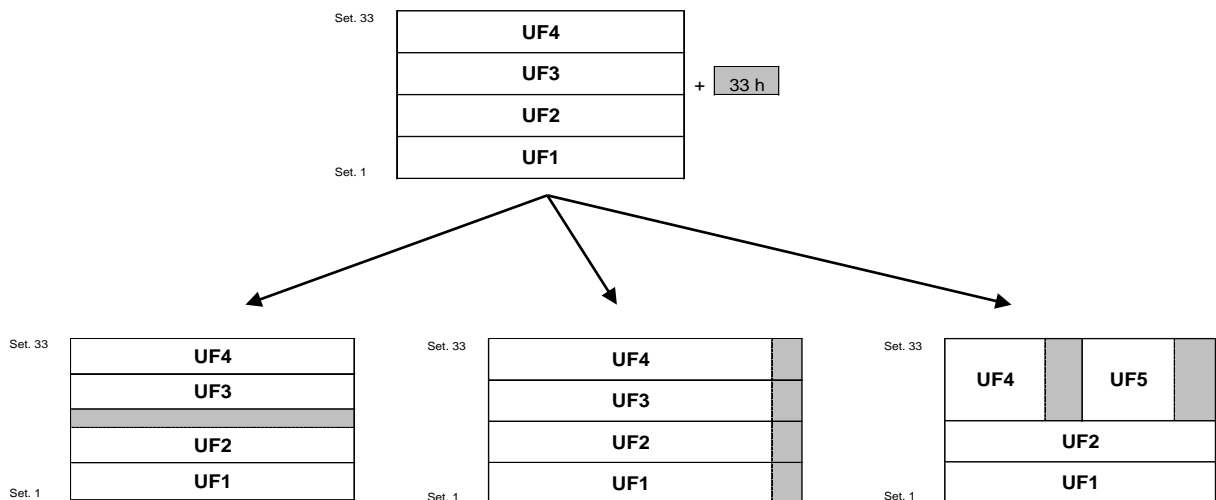 Set. 33
UF4
UF3
+ 33 h
UF2
UF1
Set. 1
Set. 33
UF4
UF3
UF2
UF1
Set. 1
Set. 33
UF4
UF3
UF2
UF1
Set. 1
Set. 33
UF4 UF5
UF2
UF1
Set. 1